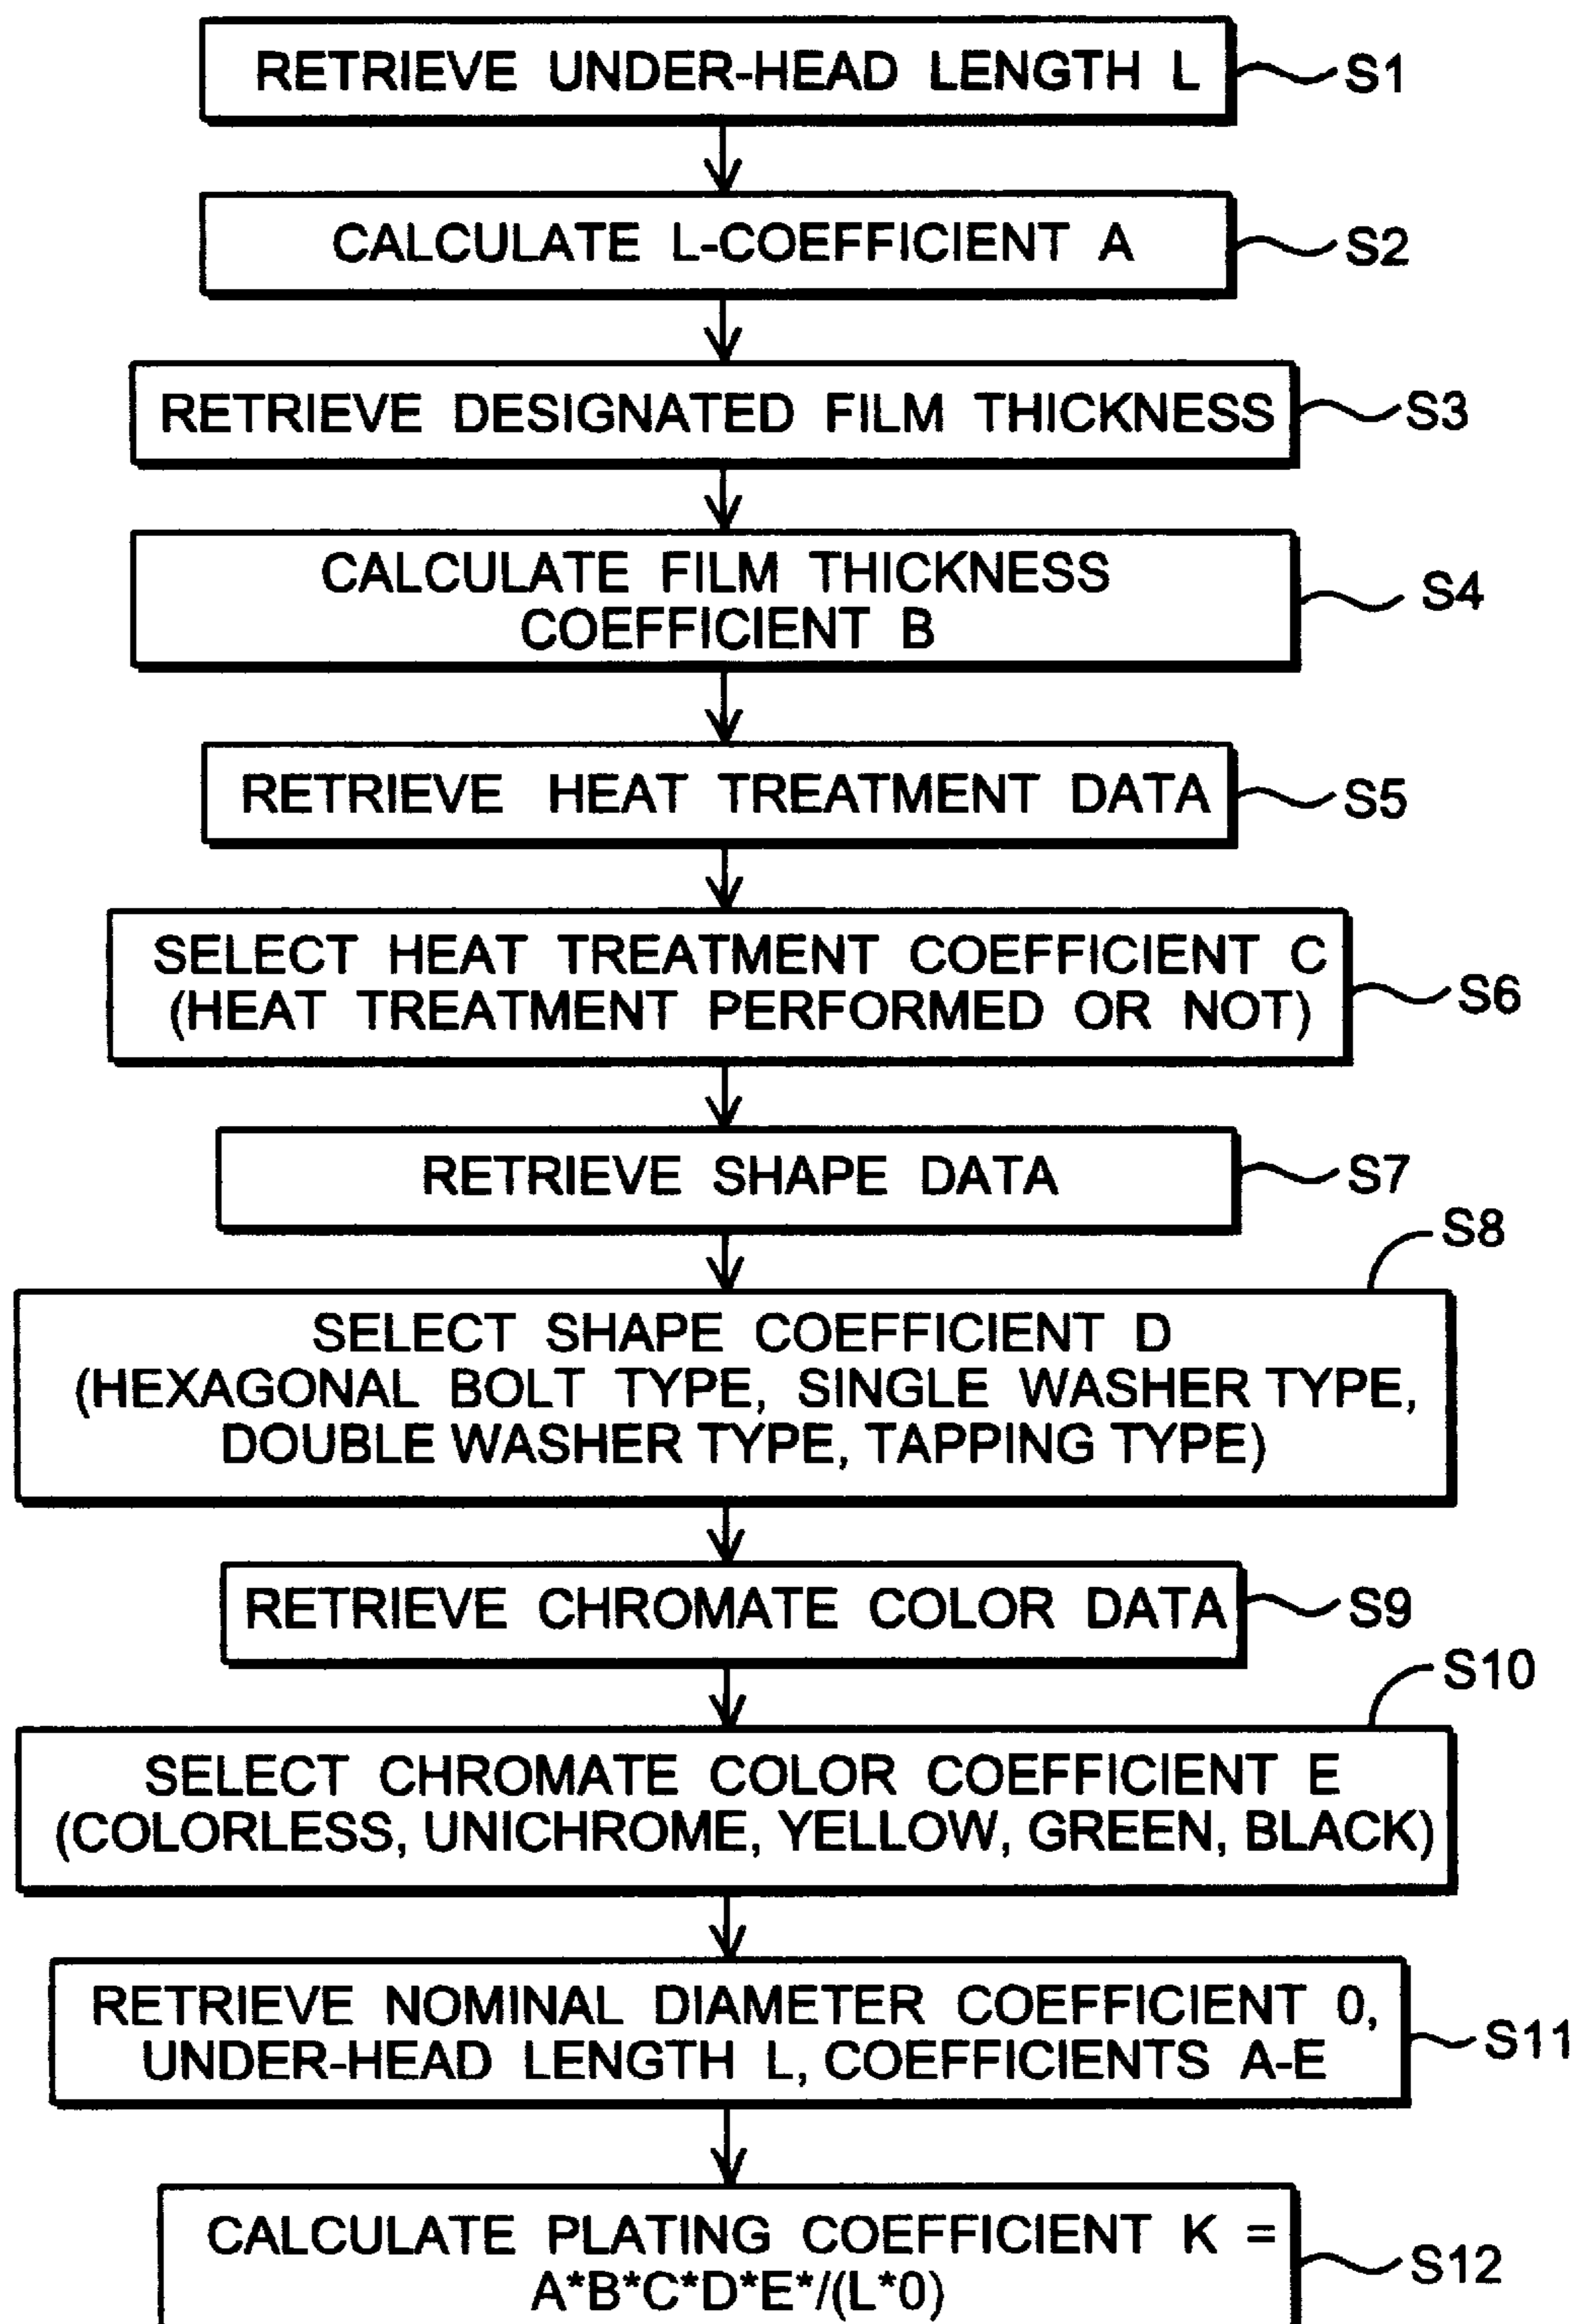 RETRIEVE UNDER-HEAD LENGTH L
S1
CALCULATE L-COEFFICIENT A
S2
RETRIEVE DESIGNATED FILM THICKNESS
S3
CALCULATE FILM THICKNESS
COEFFICIENT B
S4
RETRIEVE HEAT TREATMENT DATA
S5
SELECT HEAT TREATMENT COEFFICIENT C
(HEAT TREATMENT PERFORMED OR NOT)
S6
RETRIEVE SHAPE DATA
S7
S8
SELECT SHAPE COEFFICIENT D
(HEXAGONAL BOLT TYPE, SINGLE WASHER TYPE,
DOUBLE WASHER TYPE, TAPPING TYPE)
RETRIEVE CHROMATE COLOR DATA
S9
S10
SELECT CHROMATE COLOR COEFFICIENT E
(COLORLESS, UNICHROME, YELLOW, GREEN, BLACK)
RETRIEVE NOMINAL DIAMETER COEFFICIENT 0,
UNDER-HEAD LENGTH L, COEFFICIENTS A-E
S11
CALCULATE PLATING COEFFICIENT K =
A*B*C*D*E*/(L*0)
S12